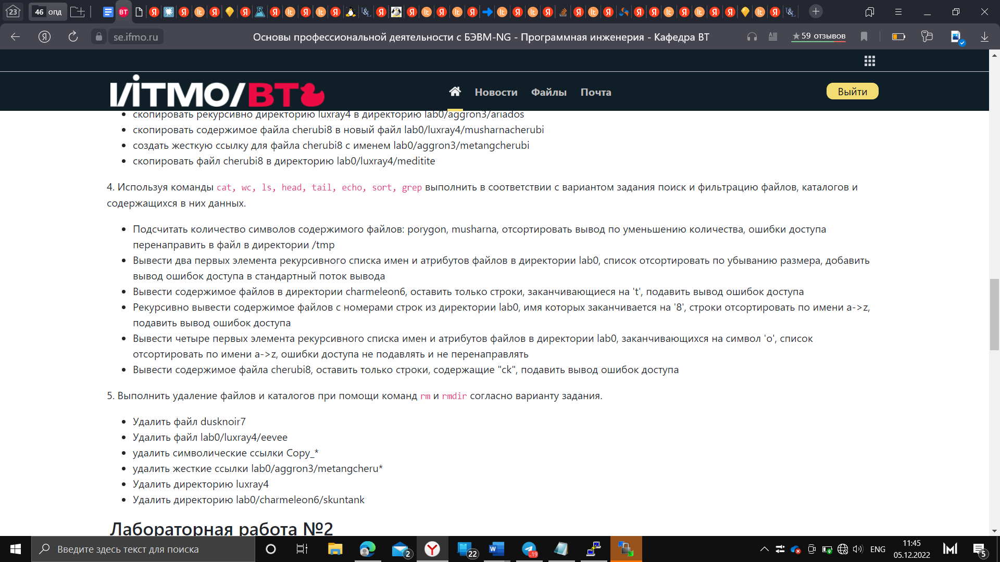 23
46 опд
BT
se.ifmo.ru
Основы профессиональной деятельности с БЭВМ-NG - Программная инженерия - Кафедра ВТ
★59 отзывов
ИТМО/ВТ
Новости
Файлы
Почта
Выйти
скопировать рекурсивно директорию luxray4 в директорию lab0/aggron3/ariados
скопировать содержимое файла cherubi8 в новый файл lab0/luxray4/musharnacherubi
создать жесткую ссылку для файла cherubi8 с именем lab0/aggron3/metangcherubi
скопировать файл cherubi8 в директорию lab0/luxray4/meditite
4. Используя команды cat, wc, ls, head, tail, echo, sort, grep выполнить в соответствии с вариантом задания поиск и фильтрацию файлов, каталогов и
содержащихся в них данных.
Подсчитать количество символов содержимого файлов: porygon, musharna, отсортировать вывод по уменьшению количества, ошибки доступа
перенаправить в файл в директории /tmp
Вывести два первых элемента рекурсивного списка имен и атрибутов файлов в директории lab0, список отсортировать по убыванию размера, добавить
вывод ошибок доступа в стандартный поток вывода
Вывести содержимое файлов в директории charmeleon6, оставить только строки, заканчивающиеся на 't', подавить вывод ошибок доступа
Рекурсивно вывести содержимое файлов с номерами строк из директории lab0, имя которых заканчивается на '8', строки отсортировать по имени a->z,
подавить вывод ошибок доступа
Вывести четыре первых элемента рекурсивного списка имен и атрибутов файлов в директории lab0, заканчивающихся на символ 'o', список
отсортировать по имени a->z, ошибки доступа не подавлять и не перенаправлять
Вывести содержимое файла cherubi8, оставить только строки, содержащие "ck", подавить вывод ошибок доступа
5. Выполнить удаление файлов и каталогов при помощи команд rm и rmdir согласно варианту задания.
Удалить файл dusknoir7
Удалить файл lab0/luxray4/eevee
удалить символические ссылки Copy_*
удалить жесткие ссылки lab0/aggron3/metangcheru*
Удалить директорию luxray4
Удалить директорию lab0/charmeleon6/skuntank
Лабораторная работа №2
Введите здесь текст для поиска
2
22
..19
ENG
11:45
05.12.2022
5